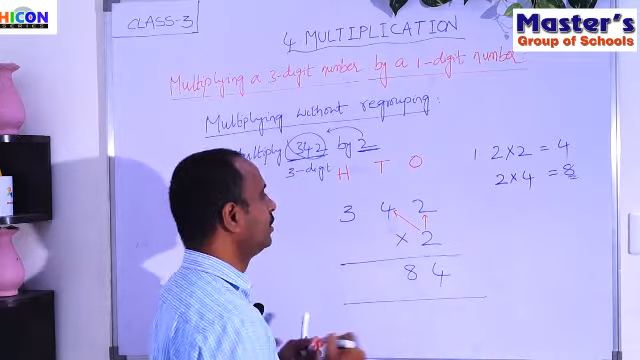 HICON
SERIES
CLASS-3
Master's
Group of Schools
4 MULTIPLICATION
Multiplying a 3-digit number by a 1-digit number
Multiplying without regrouping:
Multiply 342 by 2
3-digit
H T O
3 4 2
× 2
8 4
1 2×2 = 4
2×4 = 8